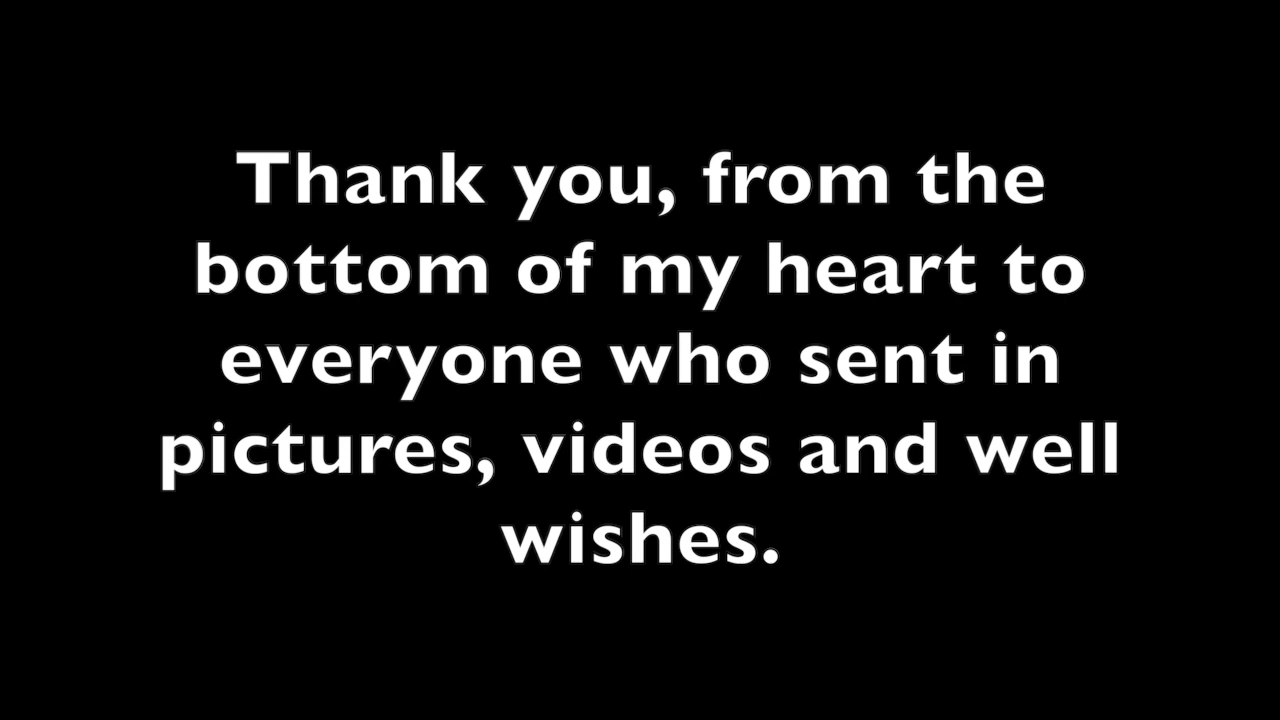 Thank you, from the
bottom of my heart to
everyone who sent in
pictures, videos and well
wishes.